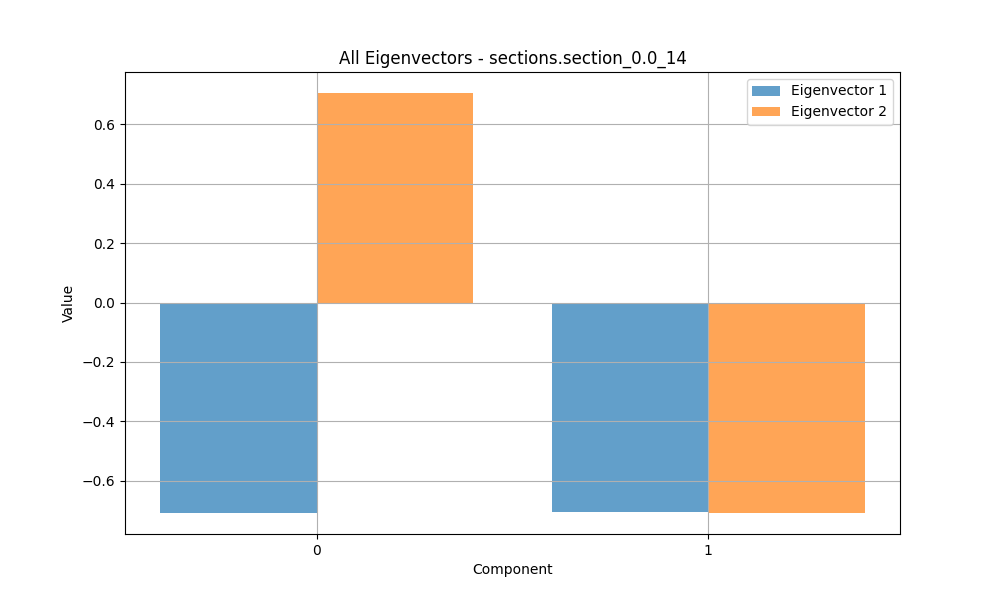 All Eigenvectors - sections.section_0.0_14
Eigenvector 1
Eigenvector 2
0.6
0.4
0.2
0.0
−0.2
−0.4
−0.6
Value
0 1
Component